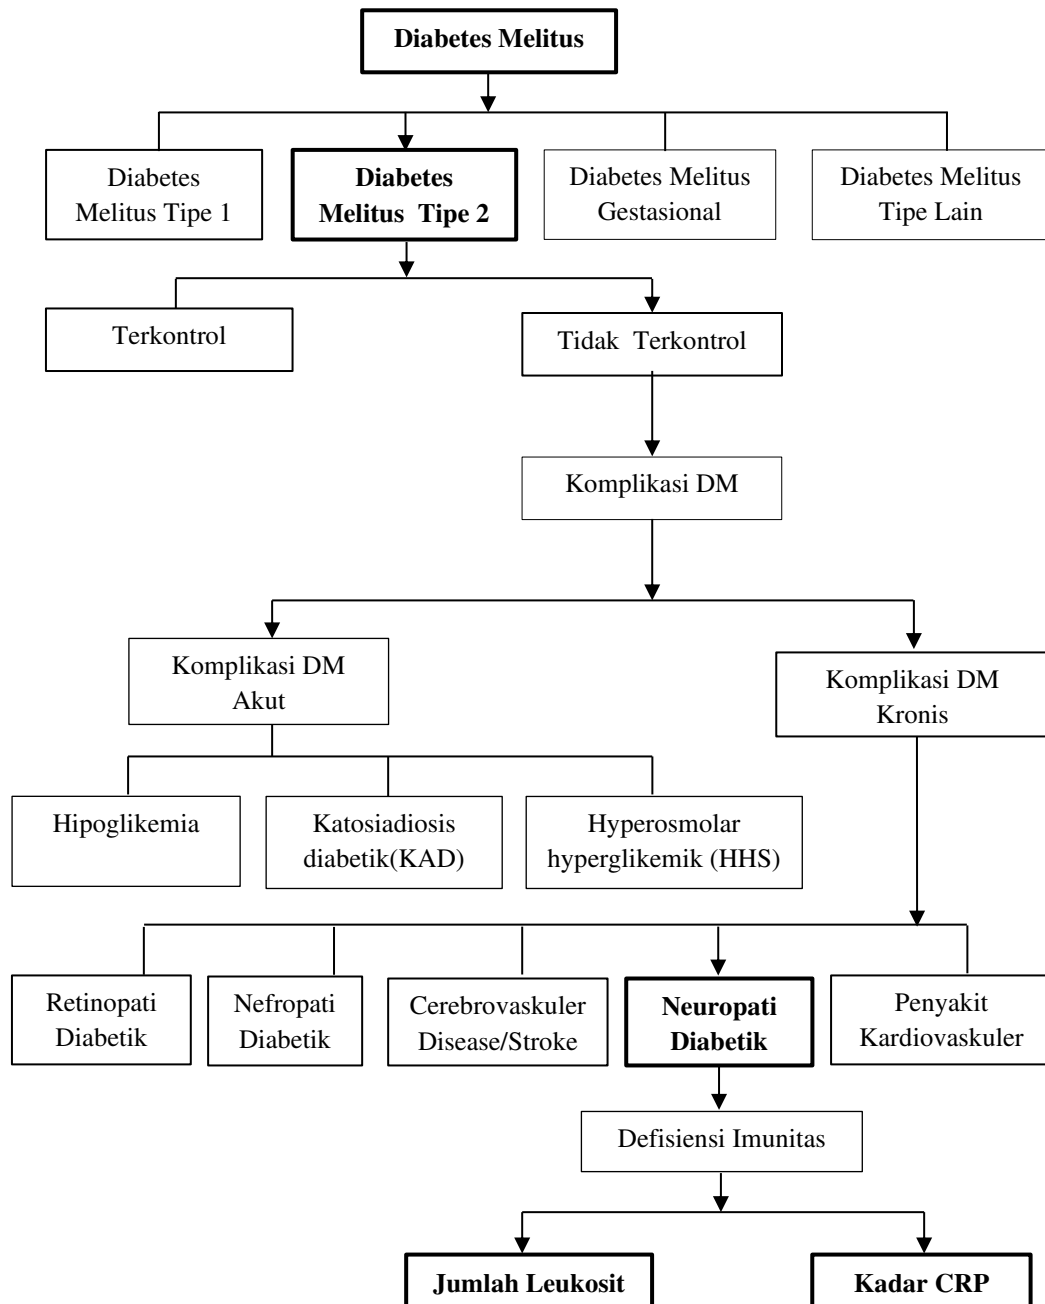 Diabetes Melitus
Diabetes
Melitus Tipe 1
Diabetes
Melitus Tipe 2
Diabetes Melitus
Gestasional
Diabetes Melitus
Tipe Lain
Terkontrol
Tidak Terkontrol
Komplikasi DM
Komplikasi DM
Akut
Komplikasi DM
Kronis
Hipoglikemia
Katosiadiosis
diabetik(KAD)
Hyperosmolar
hyperglikemik (HHS)
Retinopati
Diabetik
Nefropati
Diabetik
Cerebrovaskuler
Disease/Stroke
Neuropati
Diabetik
Penyakit
Kardiovaskuler
Defisiensi Imunitas
Jumlah Leukosit
Kadar CRP